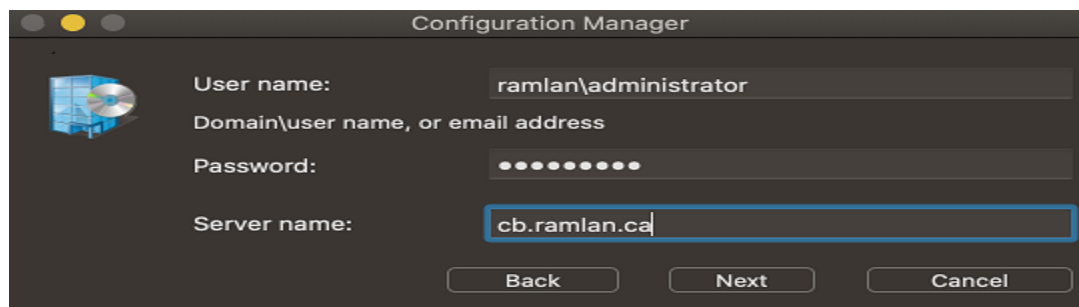 Configuration Manager
User name: ramlan\administrator
Domain\user name, or email address
Password: •••••••••
Server name: cb.ramlan.ca
Back Next Cancel